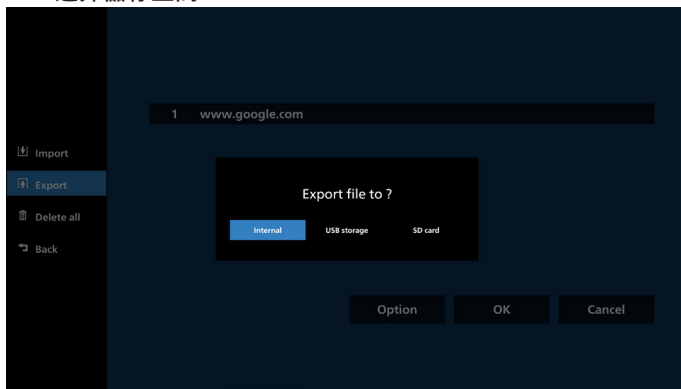 1 www.google.com
Import
Export
Delete all
Back
Export file to ?
Internal USB storage SD card
Option OK Cancel